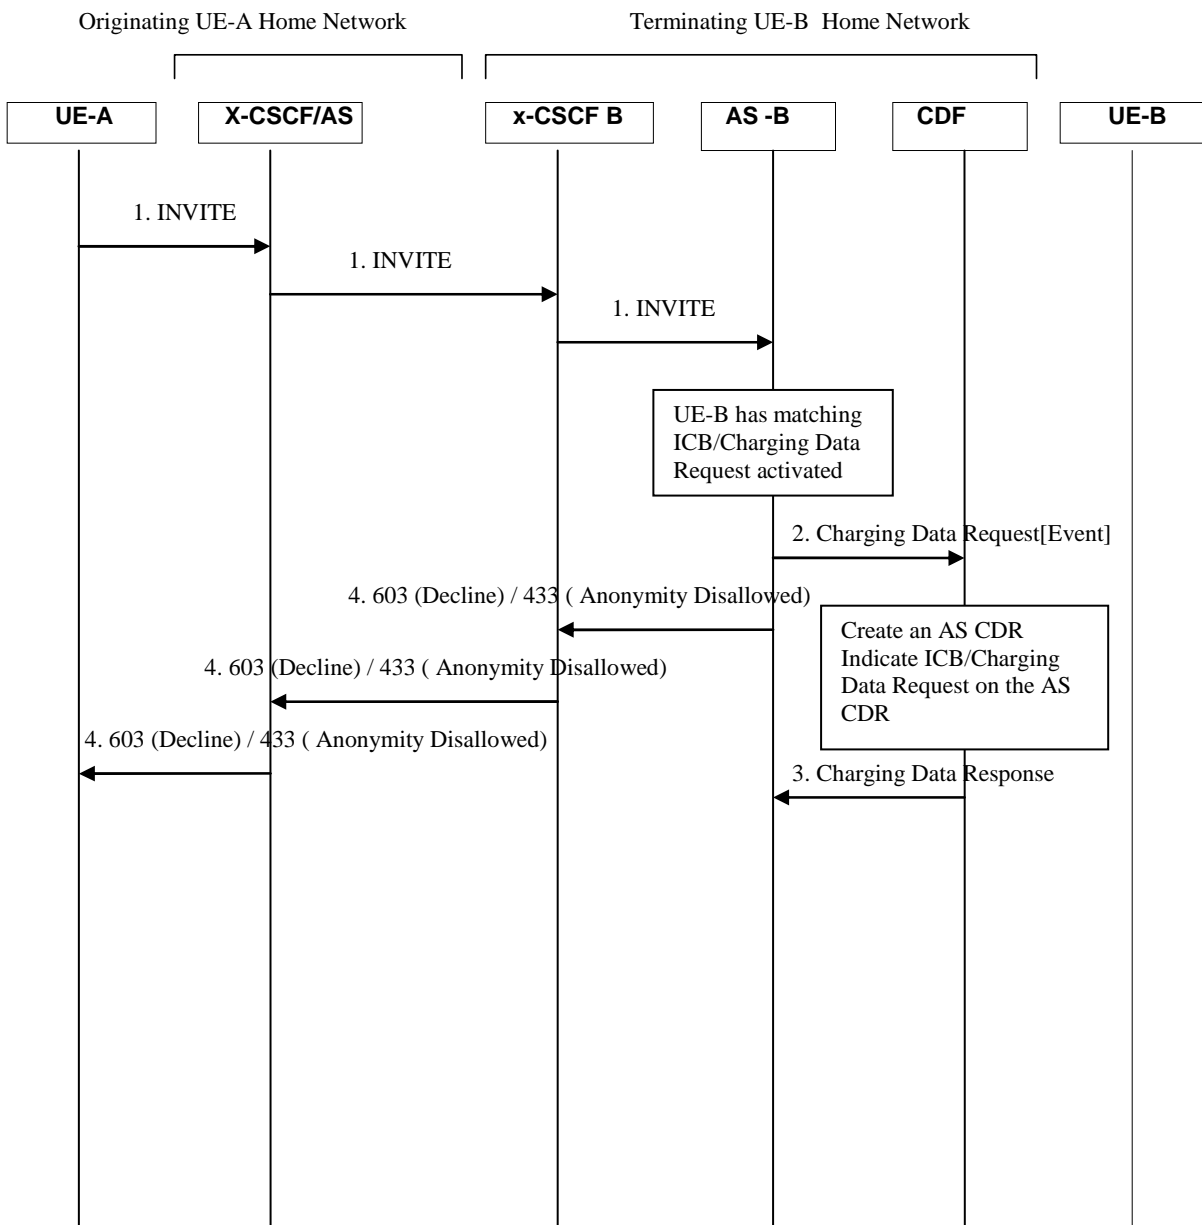 Originating UE-A Home Network
Terminating UE-B  Home Network
UE-A
X-CSCF/AS
x-CSCF B
AS -B
CDF
UE-B
1. INVITE
1. INVITE
1. INVITE
UE-B has matching
ICB/Charging Data
Request activated
2. Charging Data Request[Event]
4. 603 (Decline) / 433 ( Anonymity Disallowed)
Create an AS CDR
Indicate ICB/Charging
Data Request on the AS
CDR
4. 603 (Decline) / 433 ( Anonymity Disallowed)
4. 603 (Decline) / 433 ( Anonymity Disallowed)
3. Charging Data Response